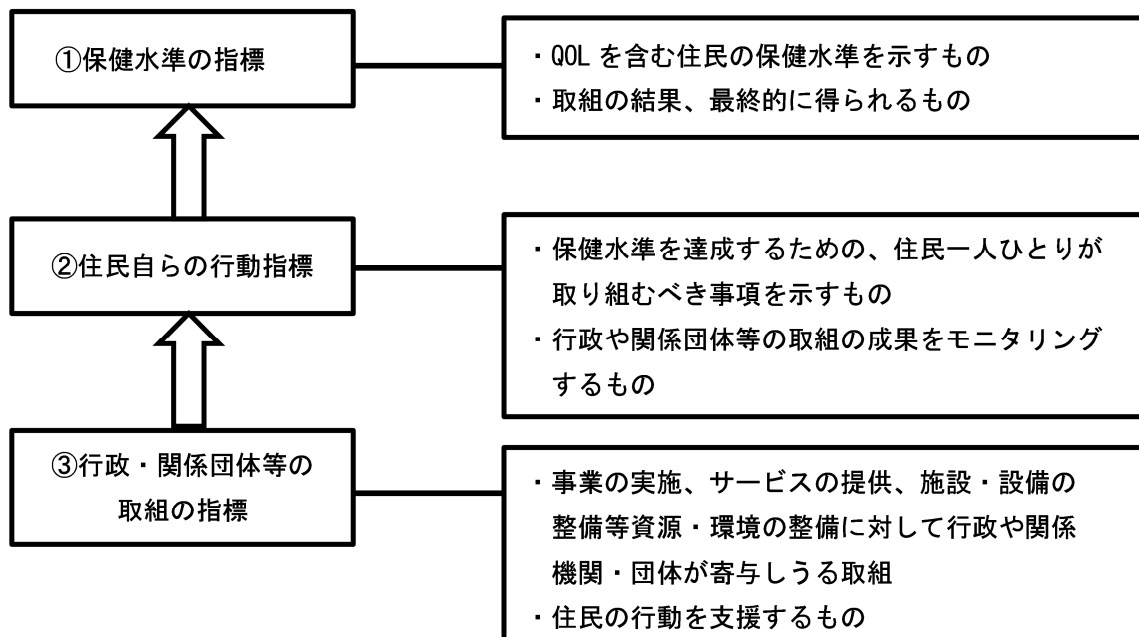 ①保健水準の指標
・QOL を含む住民の保健水準を示すもの
・取組の結果、最終的に得られるもの
②住民自らの行動指標
・保健水準を達成するための、住民一人ひとりが
取り組むべき事項を示すもの
・行政や関係団体等の取組の成果をモニタリング
するもの
③行政・関係団体等の
取組の指標
・事業の実施、サービスの提供、施設・設備の
整備等資源・環境の整備に対して行政や関係
機関・団体が寄与しうる取組
・住民の行動を支援するもの